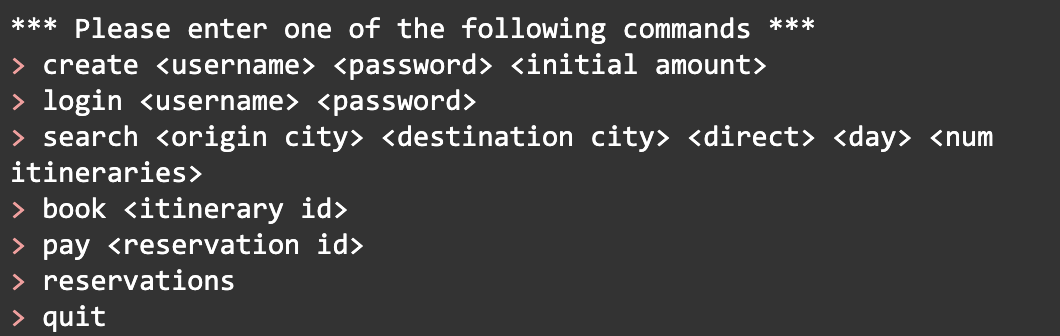 *** Please enter one of the following commands ***
> create <username> <password> <initial amount>
> login <username> <password>
> search <origin city> <destination city> <direct> <day> <num
itineraries>
> book <itinerary id>
> pay <reservation id>
> reservations
> quit